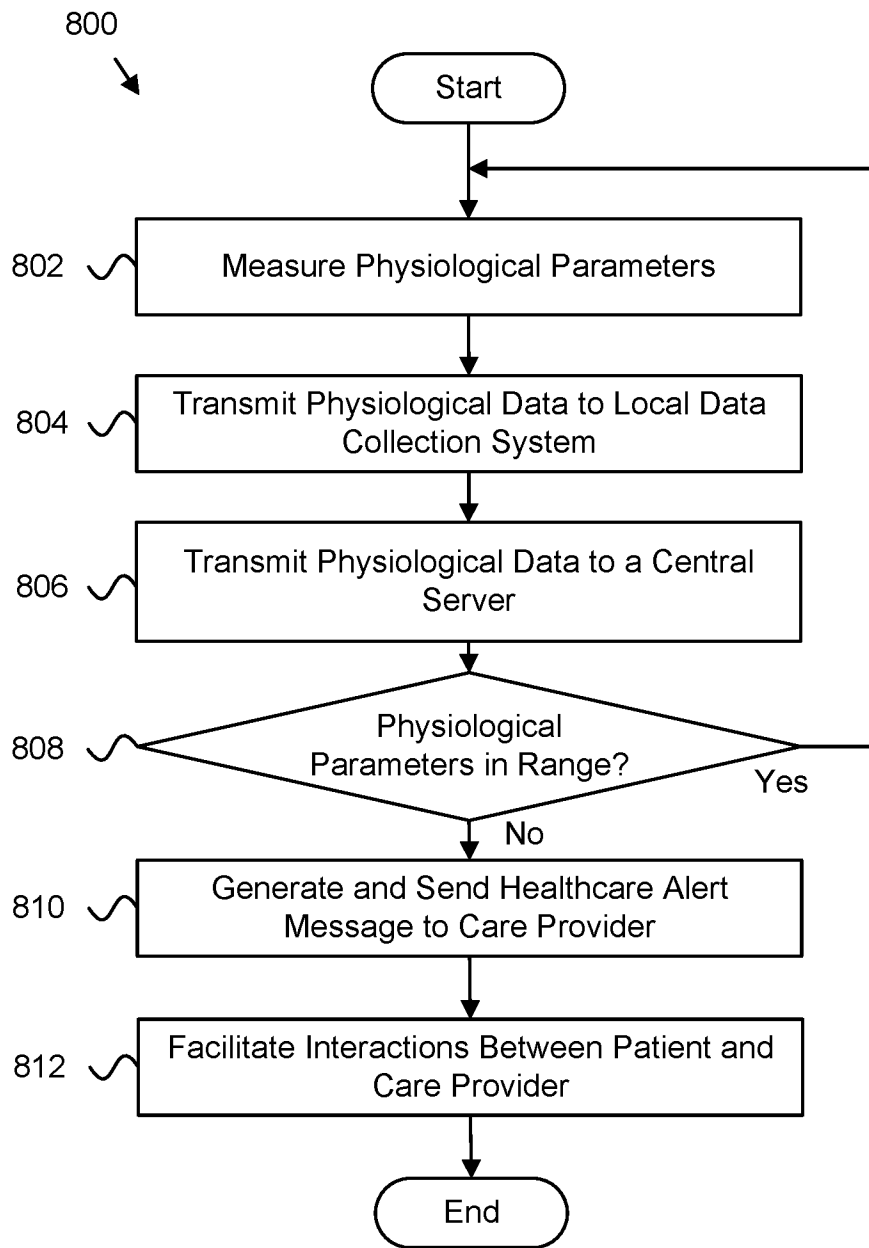 800
Start
802
Measure Physiological Parameters
804
Transmit Physiological Data to Local Data
Collection System
806
Transmit Physiological Data to a Central
Server
808
Physiological
Parameters in Range?
Yes
No
810
Generate and Send Healthcare Alert
Message to Care Provider
812
Facilitate Interactions Between Patient and
Care Provider
End